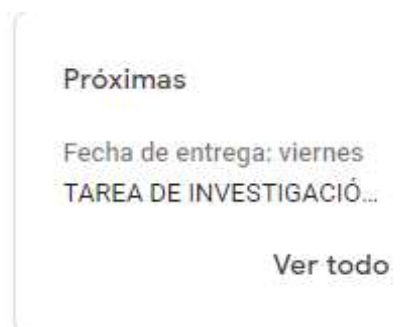 Próximas
Fecha de entrega: viernes
TAREA DE INVESTIGACIÓ...
Ver todo